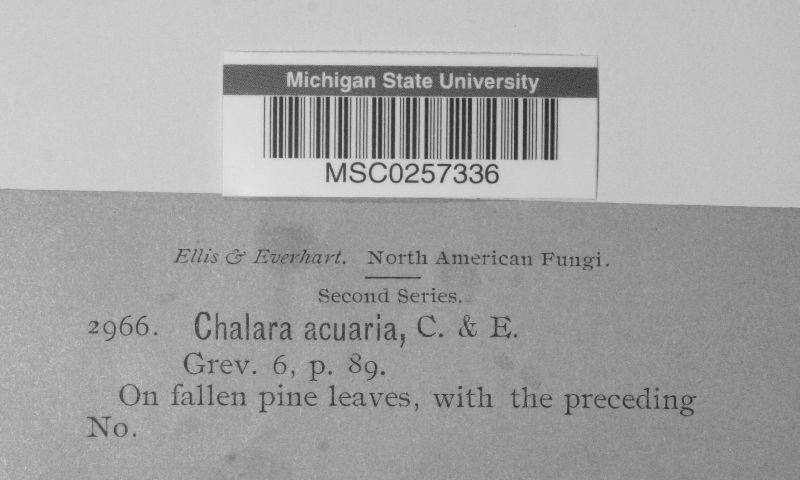 Michigan State University
MSC0257336
Ellis & Everhart. North American Fungi.
Second Series.
2966. Chalara acuaria, C. & E.
Grev. 6, p. 89.
On fallen pine leaves, with the preceding
No.